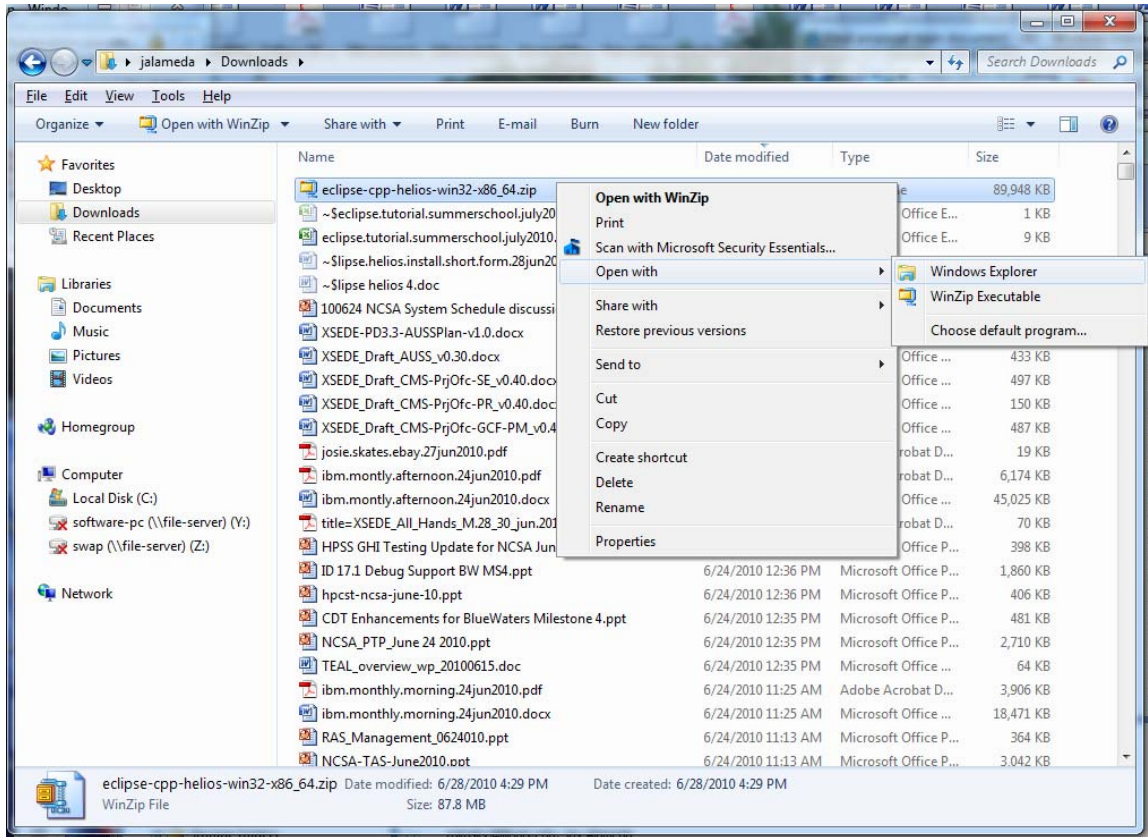 jalameda ▸ Downloads ▸ Search Downloads
File Edit View Tools Help
Organize Open with WinZip Share with Print E-mail Burn New folder
Name Date modified Type Size
Favorites
Desktop
Downloads
Recent Places
Libraries
Documents
Music
Pictures
Videos
Homegroup
Computer
Local Disk (C:)
software-pc (\\file-server) (Y:)
swap (\\file-server) (Z:)
Network
eclipse-cpp-helios-win32-x86_64.zip 89,948 KB
~$eclipse.tutorial.summerschool.july20 Office E... 1 KB
eclipse.tutorial.summerschool.july2010. Office E... 9 KB
~$lipse.helios.install.short.form.28jun20
~$lipse helios 4.doc
100624 NCSA System Schedule discussi
XSEDE-PD3.3-AUSSPlan-v1.0.docx
XSEDE_Draft_AUSS_v0.30.docx Office ... 433 KB
XSEDE_Draft_CMS-PrjOfc-SE_v0.40.docx Office ... 497 KB
XSEDE_Draft_CMS-PrjOfc-PR_v0.40.doc Office ... 150 KB
XSEDE_Draft_CMS-PrjOfc-GCF-PM_v0.4 Office ... 487 KB
josie.skates.ebay.27jun2010.pdf robat D... 19 KB
ibm.montly.afternoon.24jun2010.pdf robat D... 6,174 KB
ibm.montly.afternoon.24jun2010.docx Office ... 45,025 KB
title=XSEDE_All_Hands_M.28_30_jun.201 robat D... 70 KB
HPSS GHI Testing Update for NCSA Jun Office P... 398 KB
ID 17.1 Debug Support BW MS4.ppt 6/24/2010 12:36 PM Microsoft Office P... 1,860 KB
hpcst-ncsa-june-10.ppt 6/24/2010 12:36 PM Microsoft Office P... 406 KB
CDT Enhancements for BlueWaters Milestone 4.ppt 6/24/2010 12:35 PM Microsoft Office P... 481 KB
NCSA_PTP_June 24 2010.ppt 6/24/2010 12:35 PM Microsoft Office P... 2,710 KB
TEAL_overview_wp_20100615.doc 6/24/2010 12:35 PM Microsoft Office ... 64 KB
ibm.monthly.morning.24jun2010.pdf 6/24/2010 11:25 AM Adobe Acrobat D... 3,906 KB
ibm.monthly.morning.24jun2010.docx 6/24/2010 11:25 AM Microsoft Office ... 18,471 KB
RAS_Management_0624010.ppt 6/24/2010 11:13 AM Microsoft Office P... 364 KB
NCSA-TAS-June2010.ppt 6/24/2010 11:13 AM Microsoft Office P... 3,042 KB
Open with WinZip
Print
Scan with Microsoft Security Essentials...
Open with
Share with
Restore previous versions
Send to
Cut
Copy
Create shortcut
Delete
Rename
Properties
Windows Explorer
WinZip Executable
Choose default program...
eclipse-cpp-helios-win32-x86_64.zip Date modified: 6/28/2010 4:29 PM Date created: 6/28/2010 4:29 PM
WinZip File Size: 87.8 MB